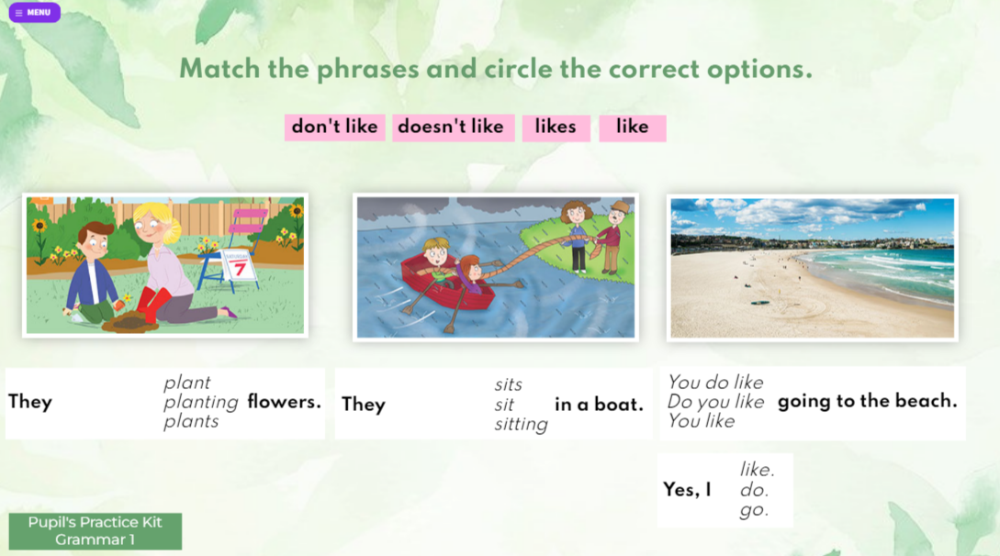 MENU
Match the phrases and circle the correct options.
don't like doesn't like likes like
SATURDAY
7
They plant planting plants flowers.
They sits sit sitting in a boat.
You do like Do you like You like going to the beach.
Yes, I like. do. go.
Pupil's Practice Kit
Grammar 1